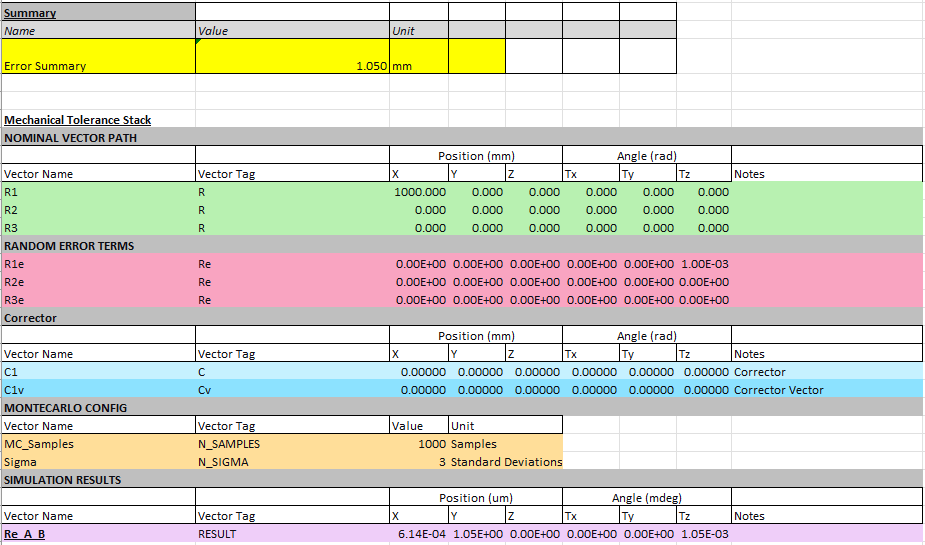 Summary
Name Value Unit
Error Summary 1.050 mm
Mechanical Tolerance Stack
NOMINAL VECTOR PATH
Position (mm) Angle (rad)
Vector Name Vector Tag X Y Z Tx Ty Tz Notes
R1 R 1000.000 0.000 0.000 0.000 0.000 0.000
R2 R 0.000 0.000 0.000 0.000 0.000 0.000
R3 R 0.000 0.000 0.000 0.000 0.000 0.000
RANDOM ERROR TERMS
R1e Re 0.00E+00 0.00E+00 0.00E+00 0.00E+00 0.00E+00 1.00E-03
R2e Re 0.00E+00 0.00E+00 0.00E+00 0.00E+00 0.00E+00 0.00E+00
R3e Re 0.00E+00 0.00E+00 0.00E+00 0.00E+00 0.00E+00 0.00E+00
Corrector
Position (mm) Angle (rad)
Vector Name Vector Tag X Y Z Tx Ty Tz Notes
C1 C 0.00000 0.00000 0.00000 0.00000 0.00000 0.00000 Corrector
C1v Cv 0.00000 0.00000 0.00000 0.00000 0.00000 0.00000 Corrector Vector
MONTECARLO CONFIG
Vector Name Vector Tag Value Unit
MC_Samples N_SAMPLES 1000 Samples
Sigma N_SIGMA 3 Standard Deviations
SIMULATION RESULTS
Position (um) Angle (mdeg)
Vector Name Vector Tag X Y Z Tx Ty Tz Notes
Re_A_B RESULT 6.14E-04 1.05E+00 0.00E+00 0.00E+00 0.00E+00 1.05E-03